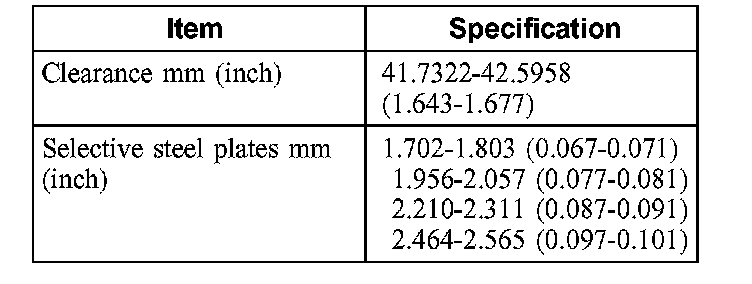 Item Specification
Clearance mm (inch) 41.7322-42.5958
(1.643-1.677)
Selective steel plates mm 1.702-1.803 (0.067-0.071)
(inch) 1.956-2.057 (0.077-0.081)
2.210-2.311 (0.087-0.091)
2.464-2.565 (0.097-0.101)